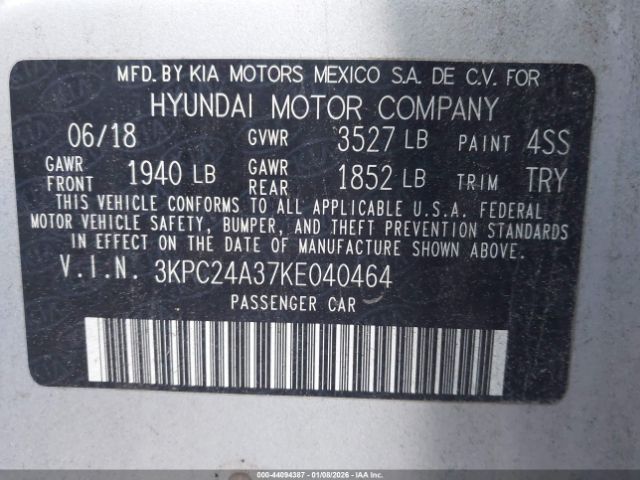 MFD. BY KIA MOTORS MEXICO S.A. DE C.V. FOR
HYUNDAI MOTOR COMPANY
06/18 GVWR 3527 LB PAINT 4SS
GAWR FRONT 1940 LB GAWR REAR 1852 LB TRIM TRY
THIS VEHICLE CONFORMS TO ALL APPLICABLE U.S.A. FEDERAL
MOTOR VEHICLE SAFETY, BUMPER, AND THEFT PREVENTION STANDARDS
IN EFFECT ON THE DATE OF MANUFACTURE SHOWN ABOVE.
V.I.N. 3KPC24A37KE040464
PASSENGER CAR
000-44094387 - 01/08/2026 - 364364